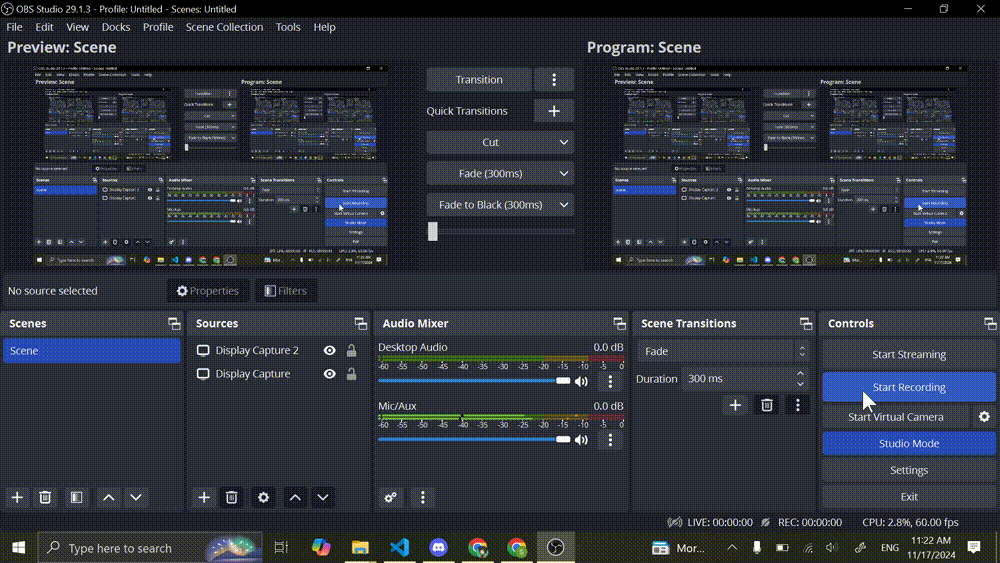 OBS Studio 29.1.3 - Profile: Untitled - Scenes: Untitled
File Edit View Docks Profile Scene Collection Tools Help
Preview: Scene
Program: Scene
Transition
Quick Transitions
Cut
Fade (300ms)
Fade to Black (300ms)
No source selected
Properties
Filters
Scenes
Scene
Sources
Display Capture 2
Display Capture
Audio Mixer
Desktop Audio 0.0 dB
-60 -55 -50 -45 -40 -35 -30 -25 -20 -15 -10 -5 0
Mic/Aux 0.0 dB
-60 -55 -50 -45 -40 -35 -30 -25 -20 -15 -10 -5 0
Scene Transitions
Fade
Duration 300 ms
Controls
Start Streaming
Start Recording
Start Virtual Camera
Studio Mode
Settings
Exit
LIVE: 00:00:00 REC: 00:00:00 CPU: 2.8%, 60.00 fps
Type here to search
Mor...
ENG
11:22 AM
11/17/2024